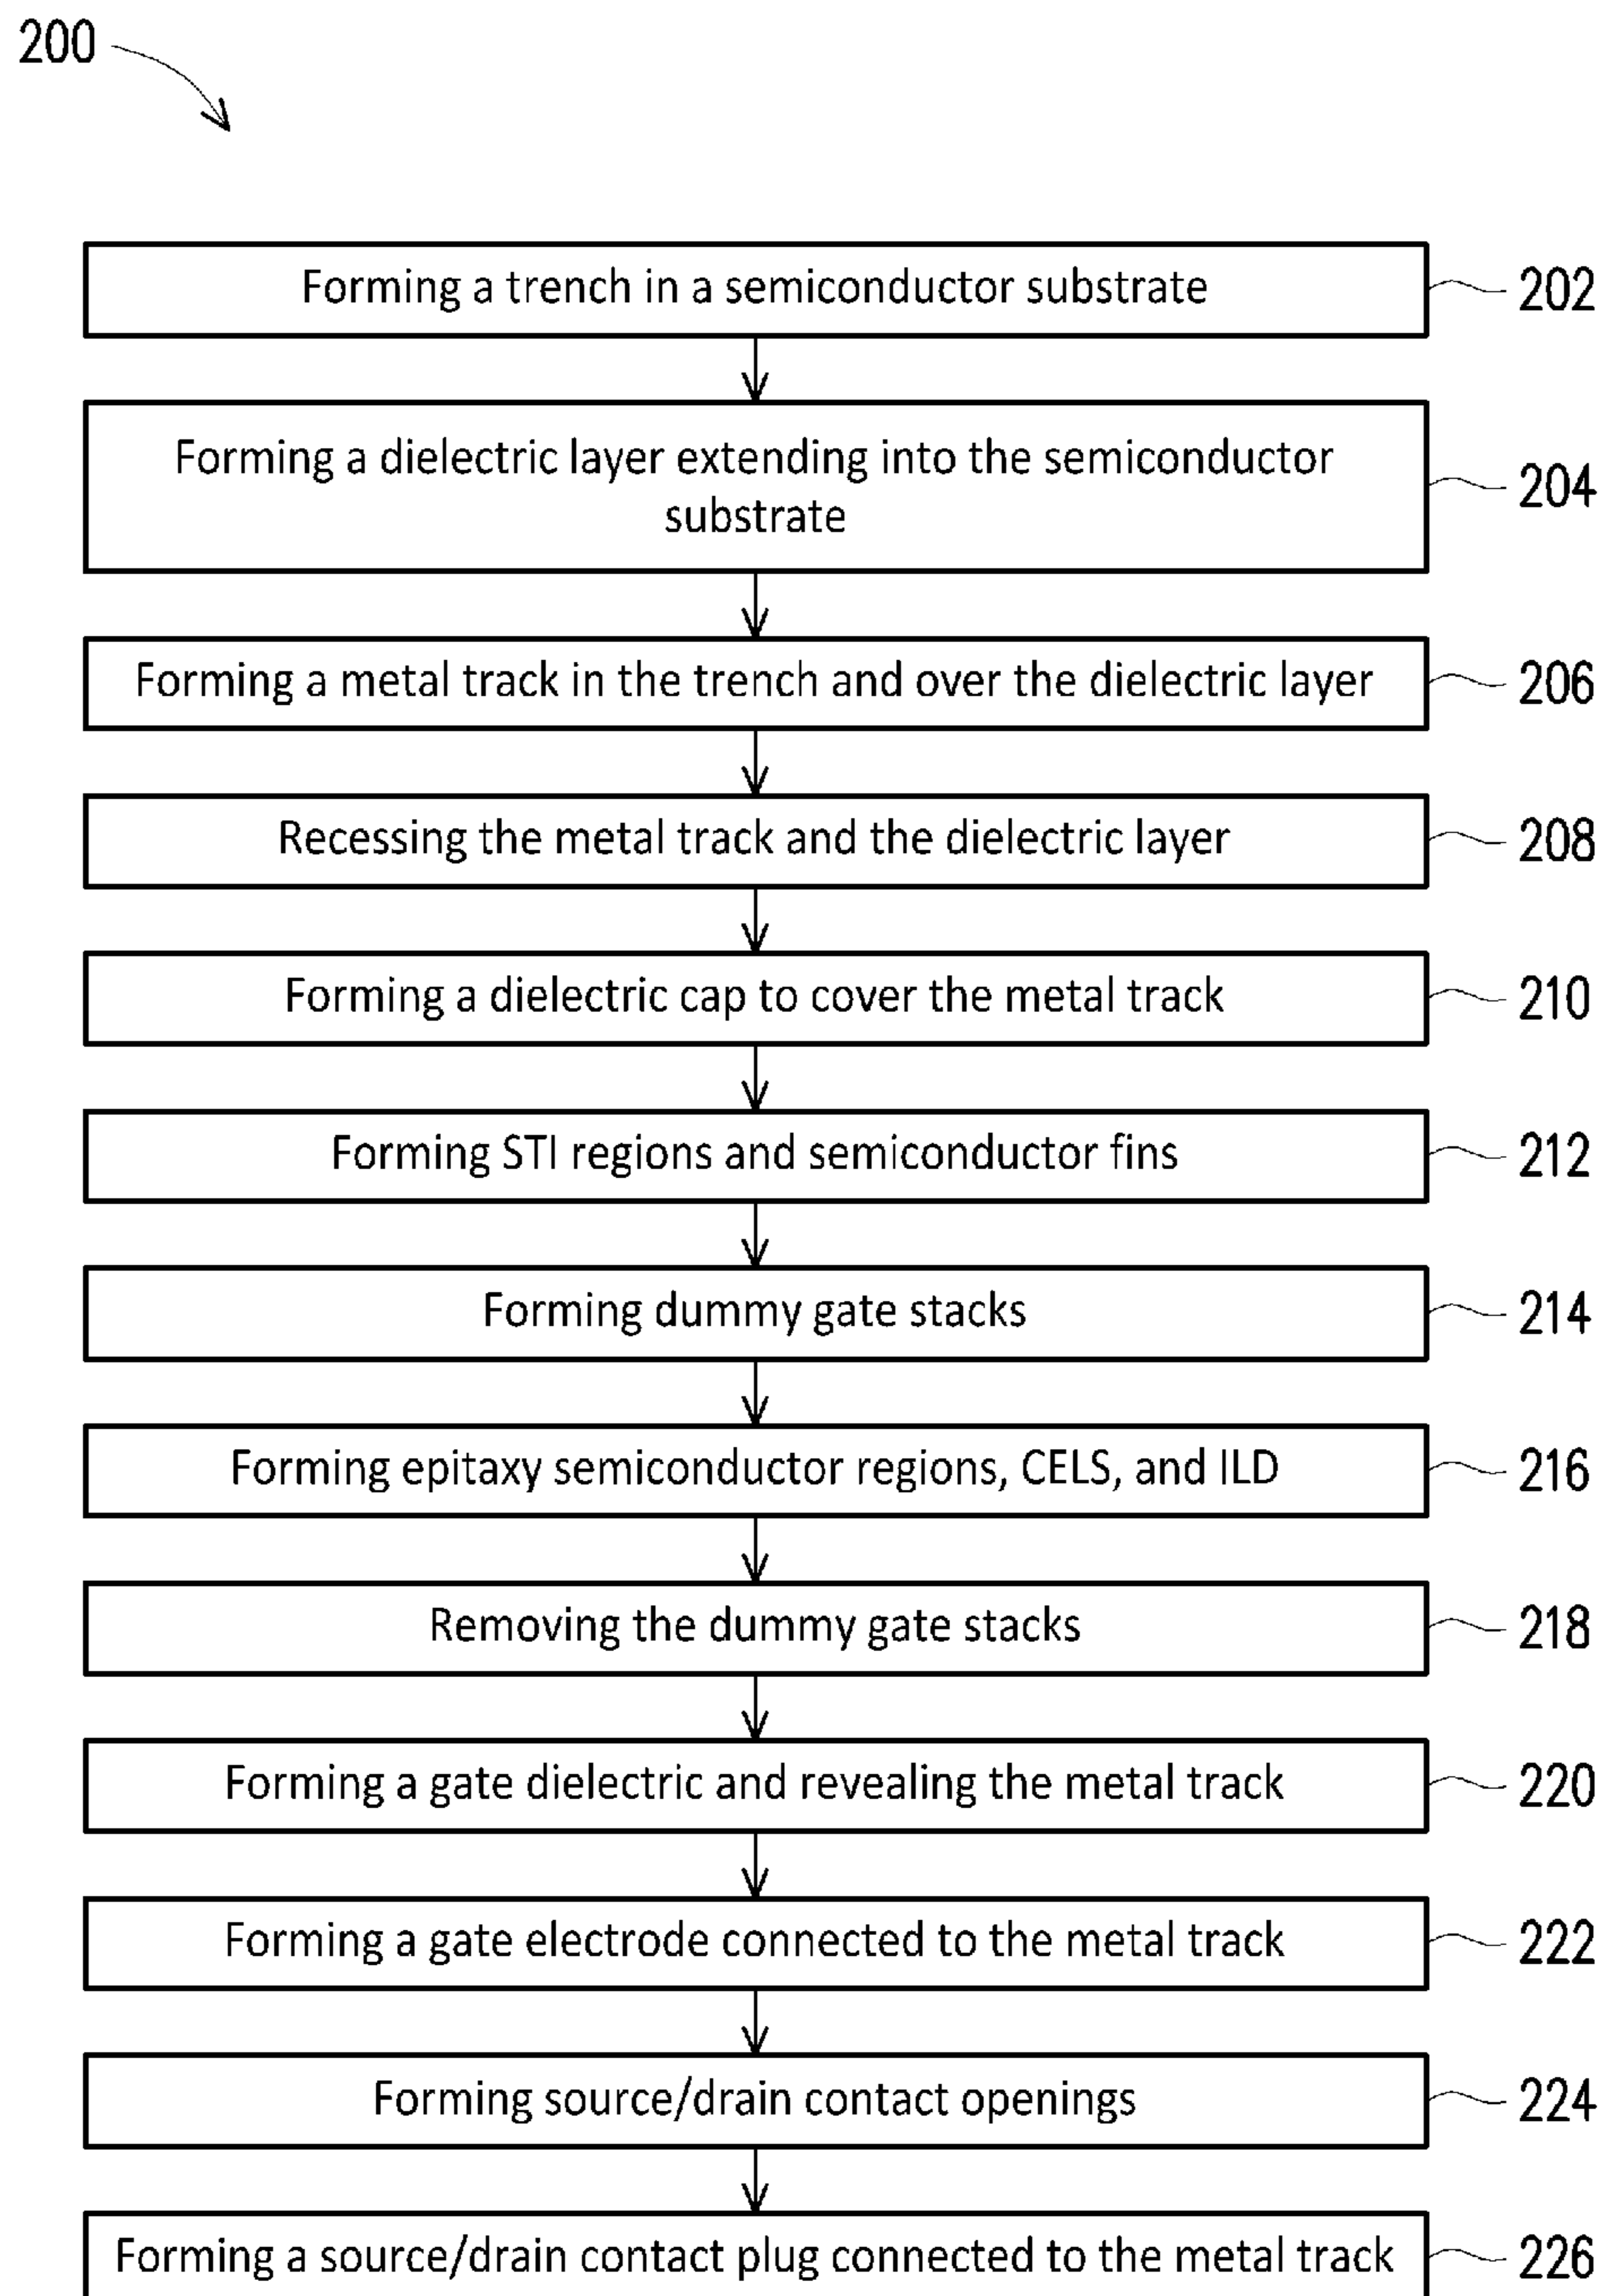 200
Forming a trench in a semiconductor substrate
202
Forming a dielectric layer extending into the semiconductor
substrate
204
Forming a metal track in the trench and over the dielectric layer
206
Recessing the metal track and the dielectric layer
208
Forming a dielectric cap to cover the metal track
210
Forming STI regions and semiconductor fins
212
Forming dummy gate stacks
214
Forming epitaxy semiconductor regions, CELS, and ILD
216
Removing the dummy gate stacks
218
Forming a gate dielectric and revealing the metal track
220
Forming a gate electrode connected to the metal track
222
Forming source/drain contact openings
224
Forming a source/drain contact plug connected to the metal track
226